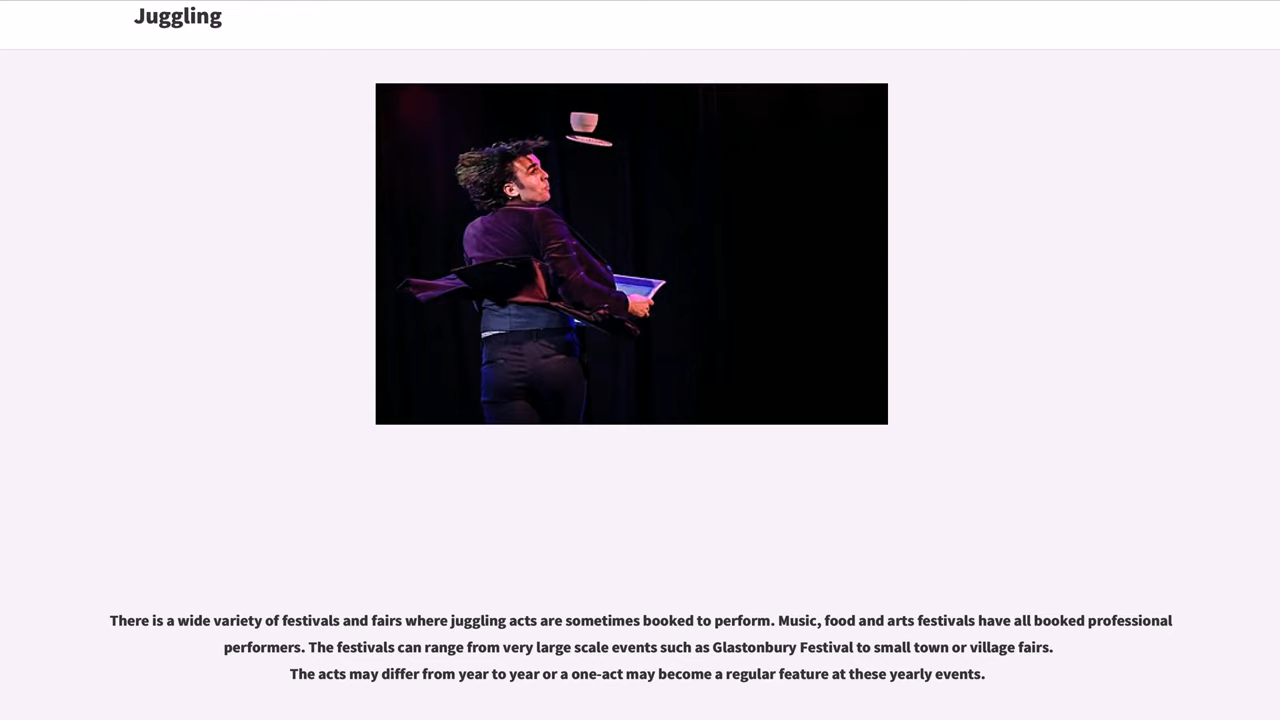 Juggling
There is a wide variety of festivals and fairs where juggling acts are sometimes booked to perform. Music, food and arts festivals have all booked professional
performers. The festivals can range from very large scale events such as Glastonbury Festival to small town or village fairs.
The acts may differ from year to year or a one-act may become a regular feature at these yearly events.